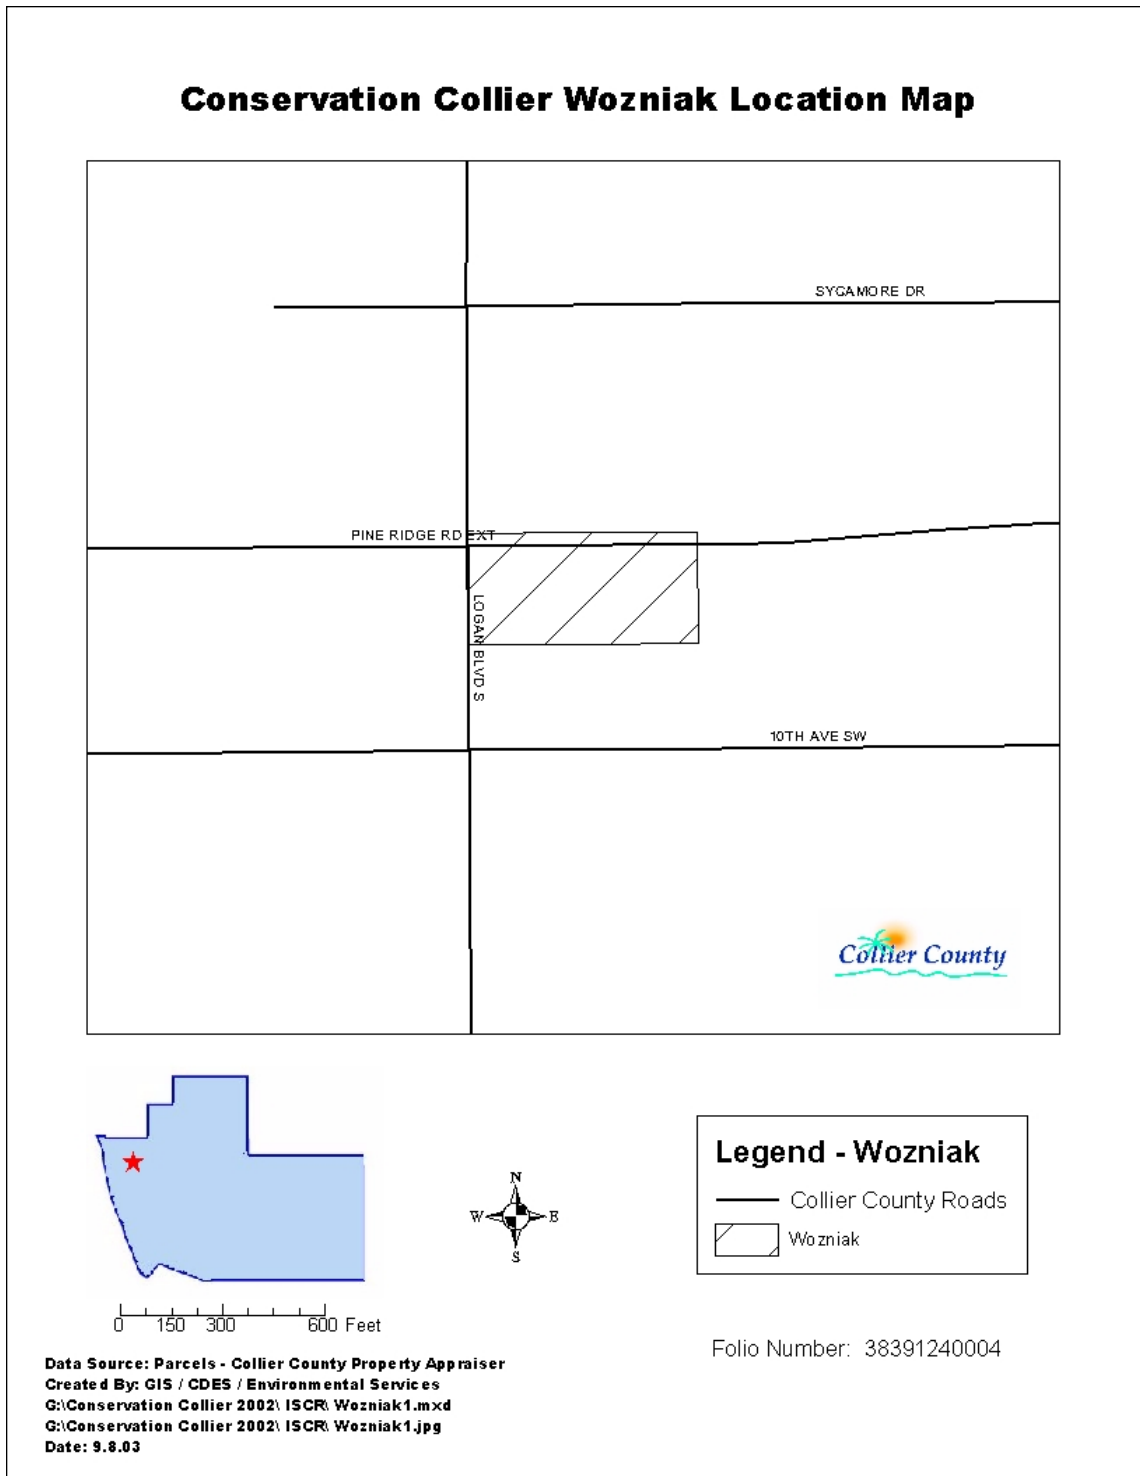 Conservation Collier Wozniak Location Map
SYCAMORE DR
PINE RIDGE RD EXT
LOGAN BLVD S
10TH AVE SW
Collier County
N
W E
S
Legend - Wozniak
Collier County Roads
Wozniak
0 150 300 600 Feet
Folio Number: 38391240004
Data Source: Parcels - Collier County Property Appraiser
Created By: GIS / CDES / Environmental Services
G:\Conservation Collier 2002\ ISCR\ Wozniak1.mxd
G:\Conservation Collier 2002\ ISCR\ Wozniak1.jpg
Date: 9.8.03